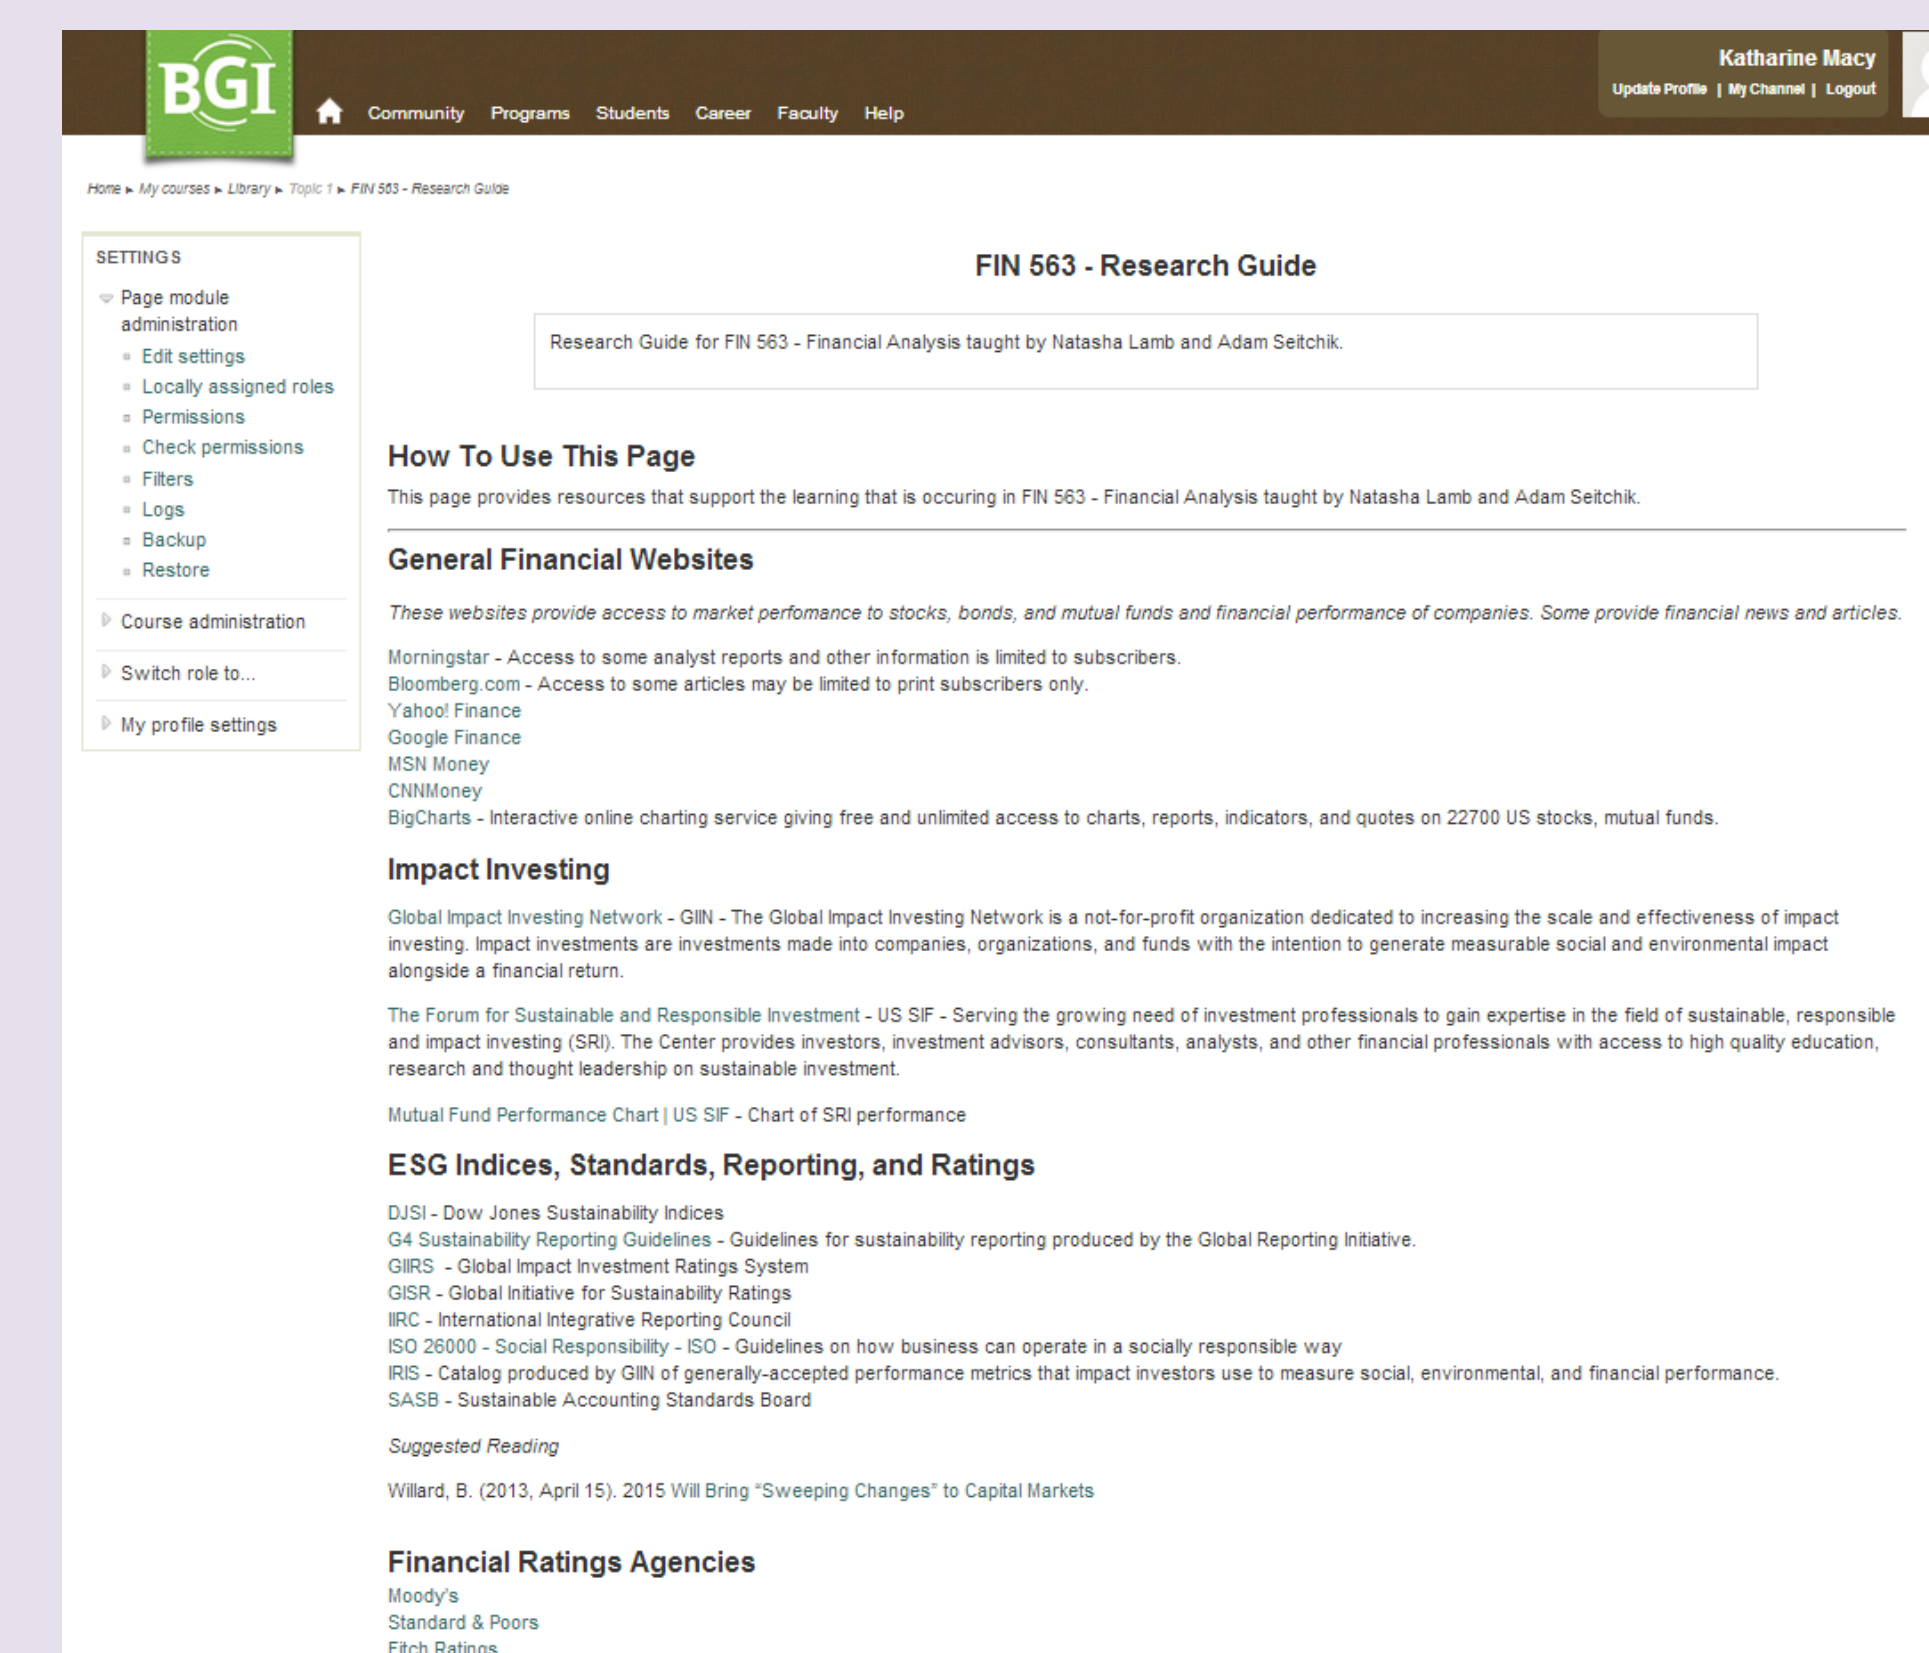 BGI
Community Programs Students Career Faculty Help
Katharine Macy
Update Profile | My Channel | Logout
Home ► My courses ► Library ► Topic 1 ► FIN 563 - Research Guide
SETTINGS
Page module
administration
Edit settings
Locally assigned roles
Permissions
Check permissions
Filters
Logs
Backup
Restore
Course administration
Switch role to...
My profile settings
FIN 563 - Research Guide
Research Guide for FIN 563 - Financial Analysis taught by Natasha Lamb and Adam Seitchik.
How To Use This Page
This page provides resources that support the learning that is occuring in FIN 563 - Financial Analysis taught by Natasha Lamb and Adam Seitchik.
General Financial Websites
These websites provide access to market perfomance to stocks, bonds, and mutual funds and financial performance of companies. Some provide financial news and articles.
Morningstar - Access to some analyst reports and other information is limited to subscribers.
Bloomberg.com - Access to some articles may be limited to print subscribers only.
Yahoo! Finance
Google Finance
MSN Money
CNNMoney
BigCharts - Interactive online charting service giving free and unlimited access to charts, reports, indicators, and quotes on 22700 US stocks, mutual funds.
Impact Investing
Global Impact Investing Network - GIIN - The Global Impact Investing Network is a not-for-profit organization dedicated to increasing the scale and effectiveness of impact
investing. Impact investments are investments made into companies, organizations, and funds with the intention to generate measurable social and environmental impact
alongside a financial return.
The Forum for Sustainable and Responsible Investment - US SIF - Serving the growing need of investment professionals to gain expertise in the field of sustainable, responsible
and impact investing (SRI). The Center provides investors, investment advisors, consultants, analysts, and other financial professionals with access to high quality education,
research and thought leadership on sustainable investment.
Mutual Fund Performance Chart | US SIF - Chart of SRI performance
ESG Indices, Standards, Reporting, and Ratings
DJSI - Dow Jones Sustainability Indices
G4 Sustainability Reporting Guidelines - Guidelines for sustainability reporting produced by the Global Reporting Initiative.
GIIRS - Global Impact Investment Ratings System
GISR - Global Initiative for Sustainability Ratings
IIRC - International Integrative Reporting Council
ISO 26000 - Social Responsibility - ISO - Guidelines on how business can operate in a socially responsible way
IRIS - Catalog produced by GIIN of generally-accepted performance metrics that impact investors use to measure social, environmental, and financial performance.
SASB - Sustainable Accounting Standards Board
Suggested Reading
Willard, B. (2013, April 15). 2015 Will Bring “Sweeping Changes” to Capital Markets
Financial Ratings Agencies
Moody's
Standard & Poors
Fitch Ratings